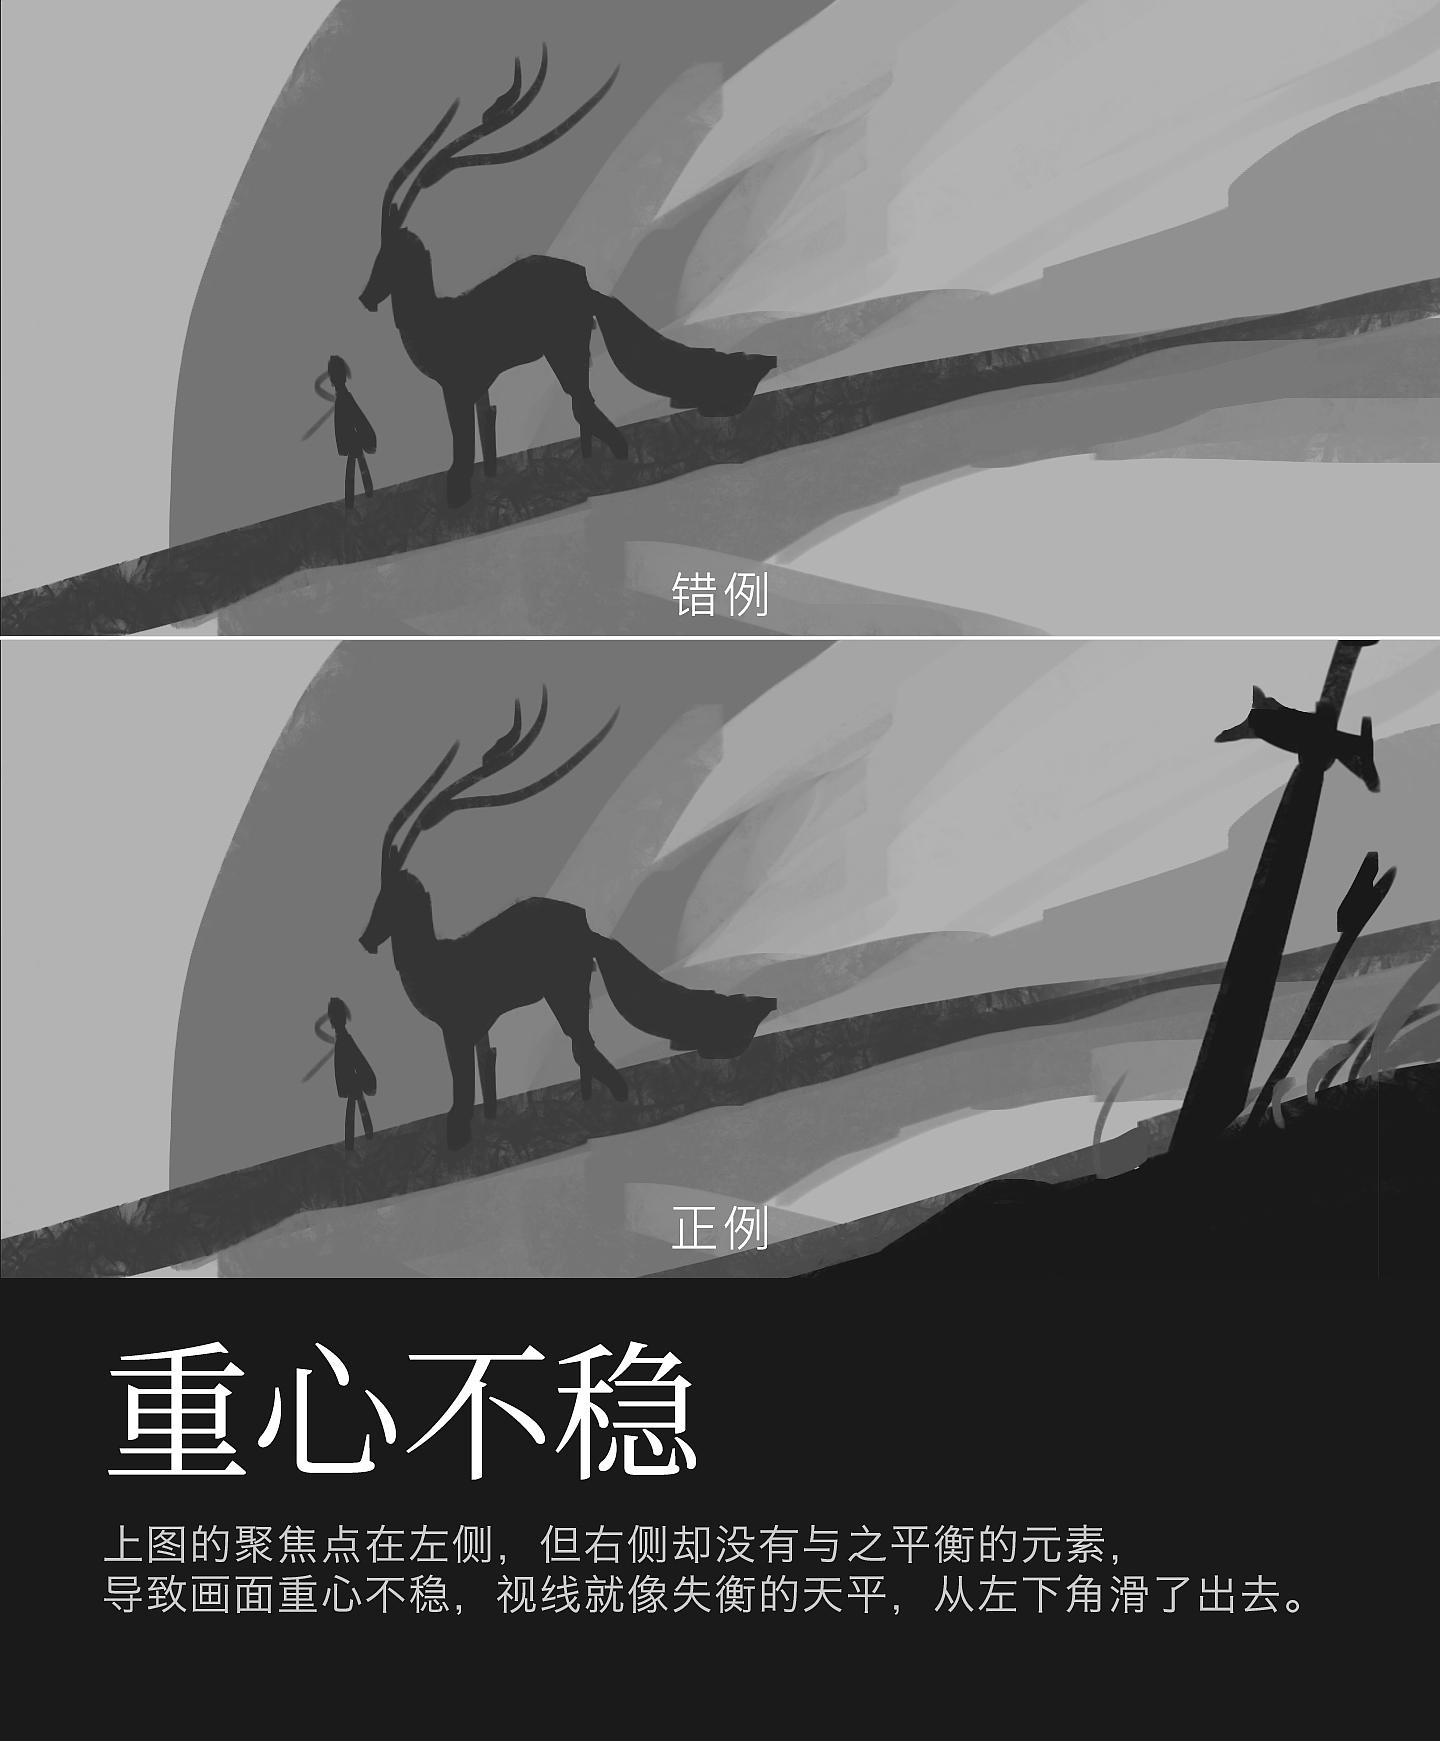 错例
正例
重心不稳
上图的聚焦点在左侧，但右侧却没有与之平衡的元素，
导致画面重心不稳，视线就像失衡的天平，从左下角滑了出去。